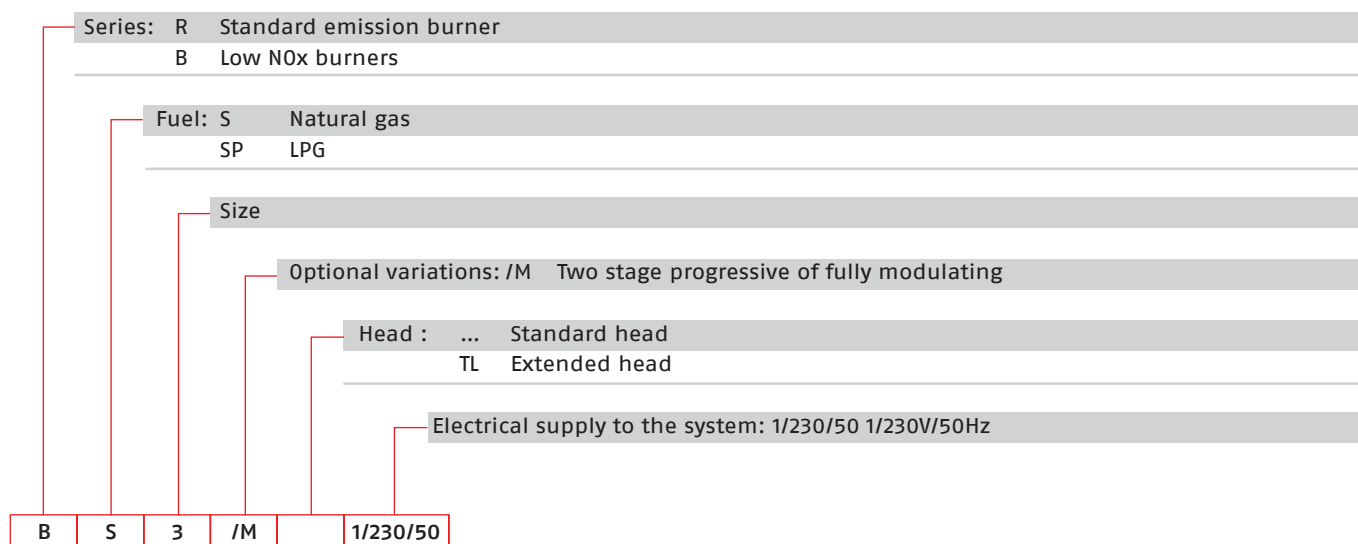 Series: R Standard emission burner
B Low N0x burners
Fuel: S Natural gas
SP LPG
Size
Optional variations: /M Two stage progressive of fully modulating
Head : ... Standard head
TL Extended head
Electrical supply to the system: 1/230/50 1/230V/50Hz
B S 3 /M 1/230/50